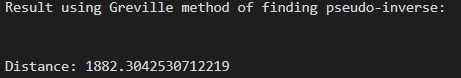 Result using Greville method of finding pseudo-inverse:
Distance: 1882.3042530712219